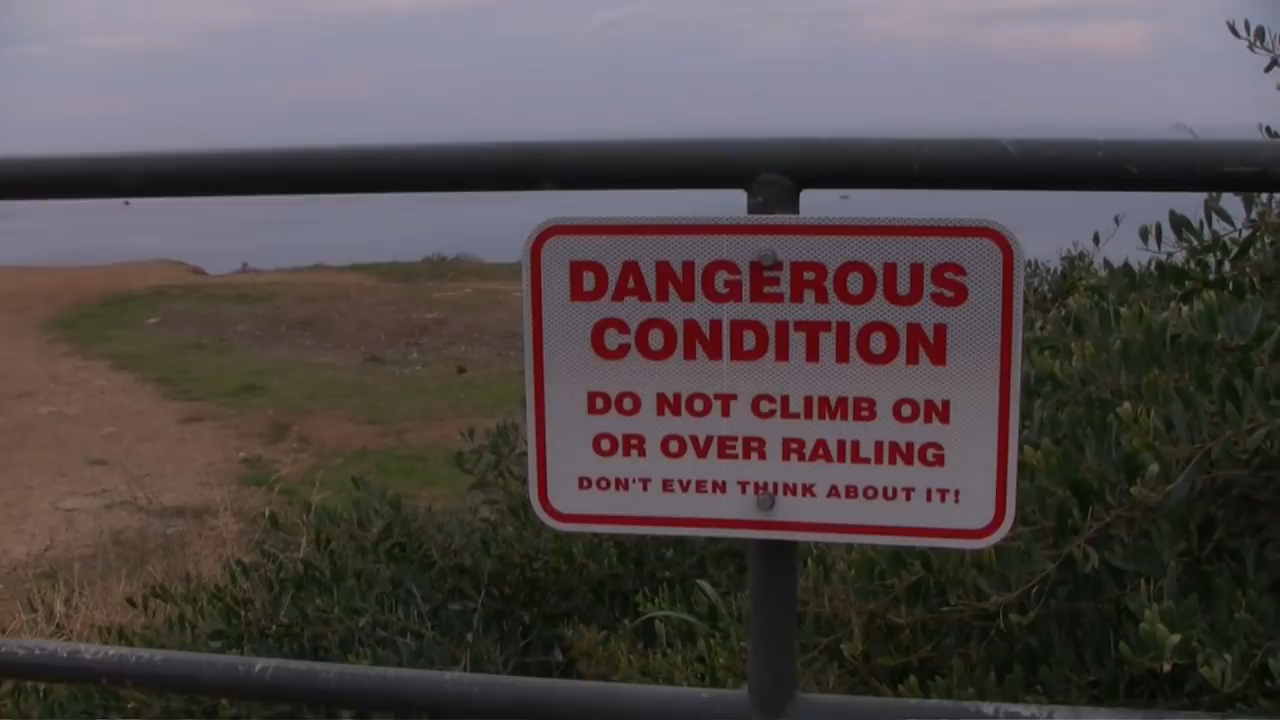 DANGEROUS
CONDITION
DO NOT CLIMB ON
OR OVER RAILING
DON'T EVEN THINK ABOUT IT!